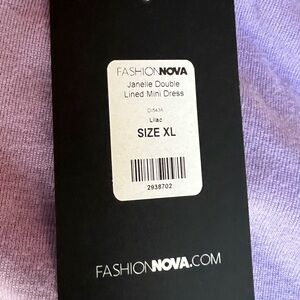 FASHIONNOVA
Janelle Double
Lined Mini Dress
Lilac
SIZE XL
2938702
FASHIONNOVA.COM